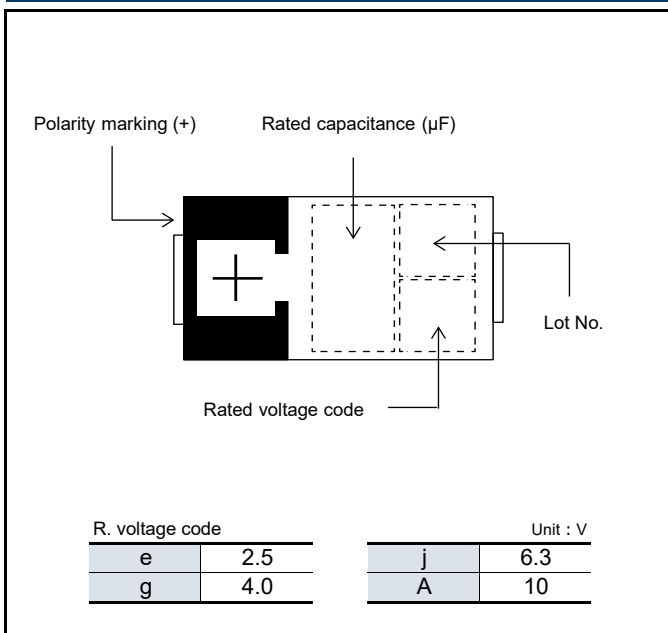 Polarity marking (+) Rated capacitance (µF)
+
Lot No.
Rated voltage code
R. voltage code Unit : V
e 2.5 j 6.3
g 4.0 A 10